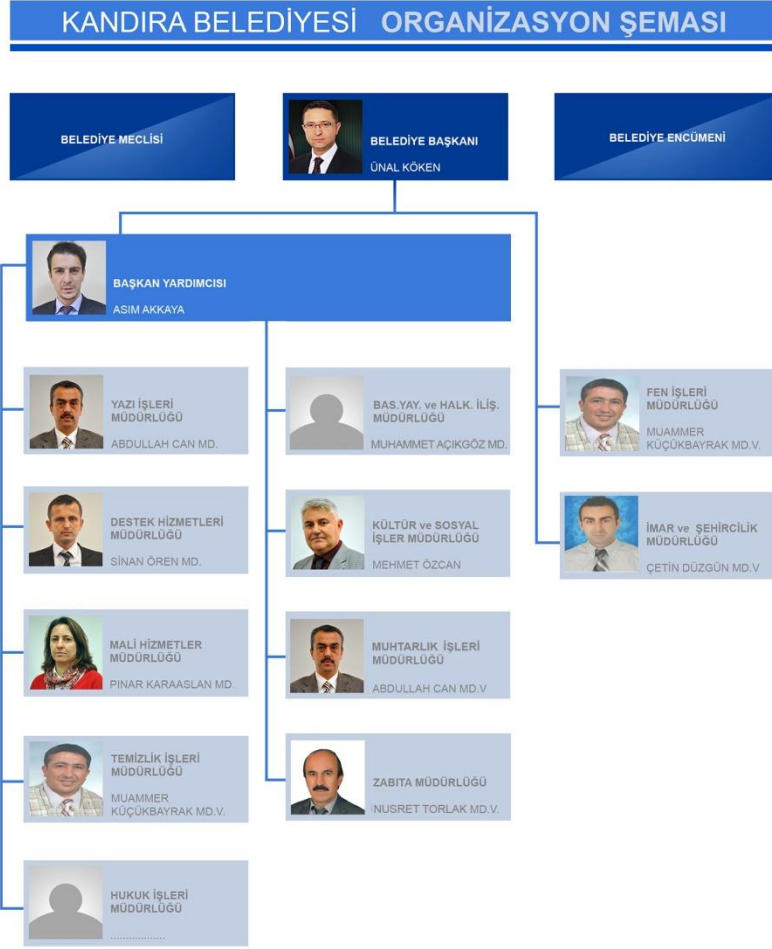 KANDIRA BELEDİYESİ ORGANİZASYON ŞEMASI
BELEDİYE MECLİSİ
BELEDİYE BAŞKANI
ÜNAL KÖKEN
BELEDİYE ENCÜMENİ
BAŞKAN YARDIMCISI
ASIM AKKAYA
YAZI İŞLERİ
MÜDÜRLÜĞÜ
ABDULLAH CAN MD.
BAS.YAY. ve HALK. İLİŞ.
MÜDÜRLÜĞÜ
MUHAMMET AÇIKGÖZ MD.
FEN İŞLERİ
MÜDÜRLÜĞÜ
MUAMMER
KÜÇÜKBAYRAK MD.V.
DESTEK HİZMETLERİ
MÜDÜRLÜĞÜ
SİNAN ÖREN MD.
KÜLTÜR ve SOSYAL
İŞLER MÜDÜRLÜĞÜ
MEHMET ÖZCAN
İMAR ve ŞEHİRCİLİK
MÜDÜRLÜĞÜ
ÇETİN DÜZGÜN MD.V
MALİ HİZMETLER
MÜDÜRLÜĞÜ
PINAR KARAASLAN MD
MUHTARLIK İŞLERİ
MÜDÜRLÜĞÜ
ABDULLAH CAN MD.V
TEMİZLİK İŞLERİ
MÜDÜRLÜĞÜ
MUAMMER
KÜÇÜKBAYRAK MD.V.
ZABITA MÜDÜRLÜĞÜ
NUSRET TORLAK MD.V.
HUKUK İŞLERİ
MÜDÜRLÜĞÜ
..................